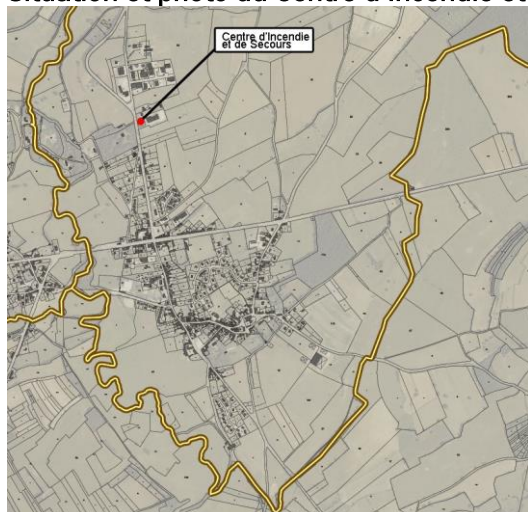 Situation et photo du Centre d'Incendie et
Centre d'Incendie
et de Secours